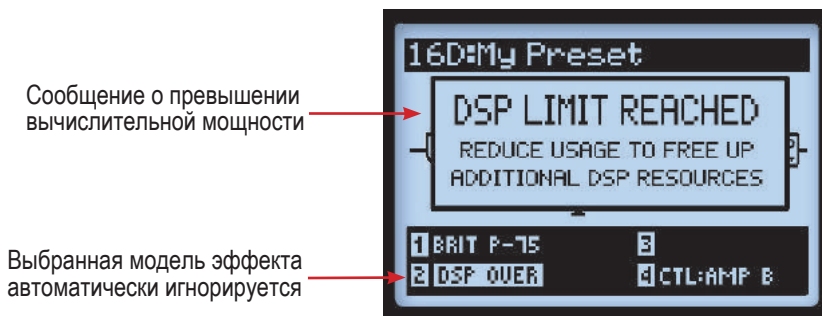 16D:My Preset
Сообщение о превышении
вычислительной мощности
DSP LIMIT REACHED
REDUCE USAGE TO FREE UP
ADDITIONAL DSP RESOURCES
Выбранная модель эффекта
автоматически игнорируется
1 BRIT P-75
2 DSP OVER
3
4 CTL:AMP B